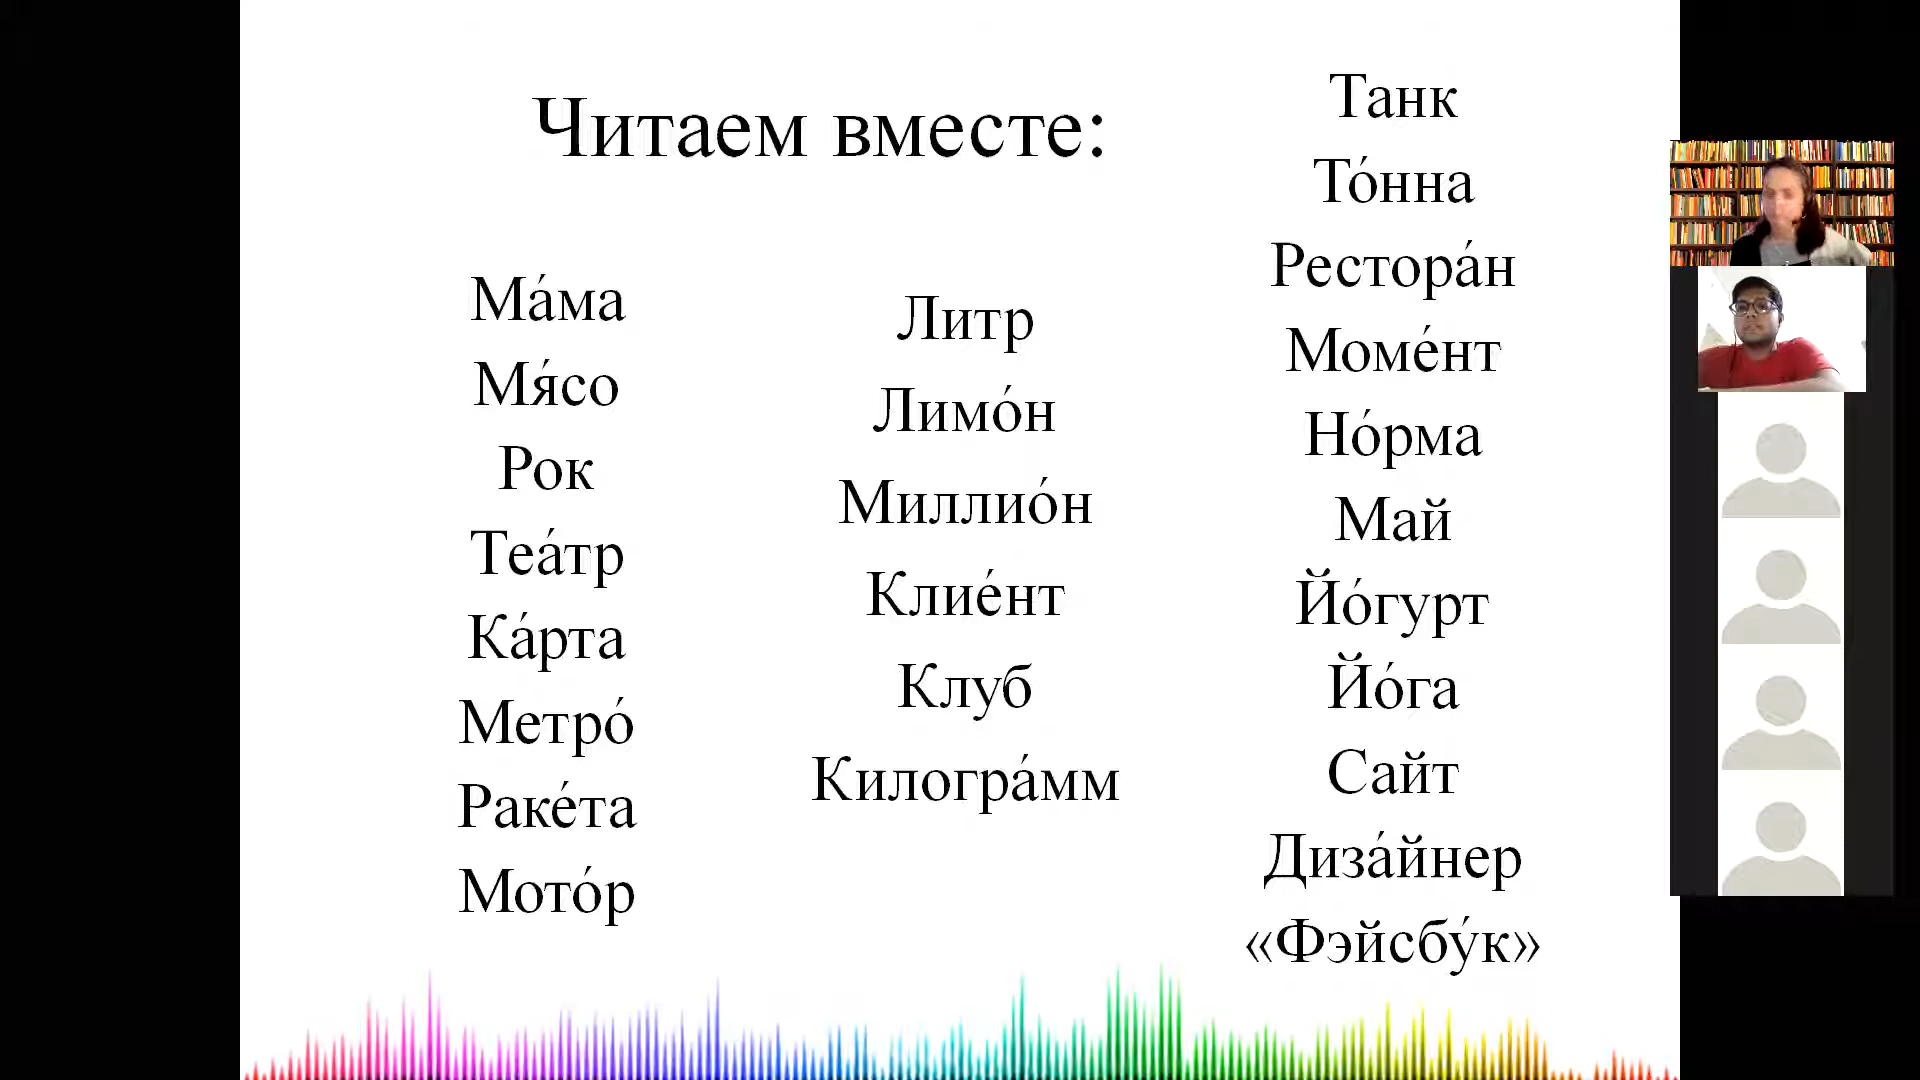 Читаем вместе:
Ма́ма
Мя́со
Рок
Теа́тр
Ка́рта
Метро́
Раке́та
Мото́р
Литр
Лимо́н
Миллио́н
Клие́нт
Клуб
Килогра́мм
Танк
То́нна
Рестора́н
Моме́нт
Но́рма
Май
Йо́гурт
Йо́га
Сайт
Диза́йнер
«Фэйсбу́к»